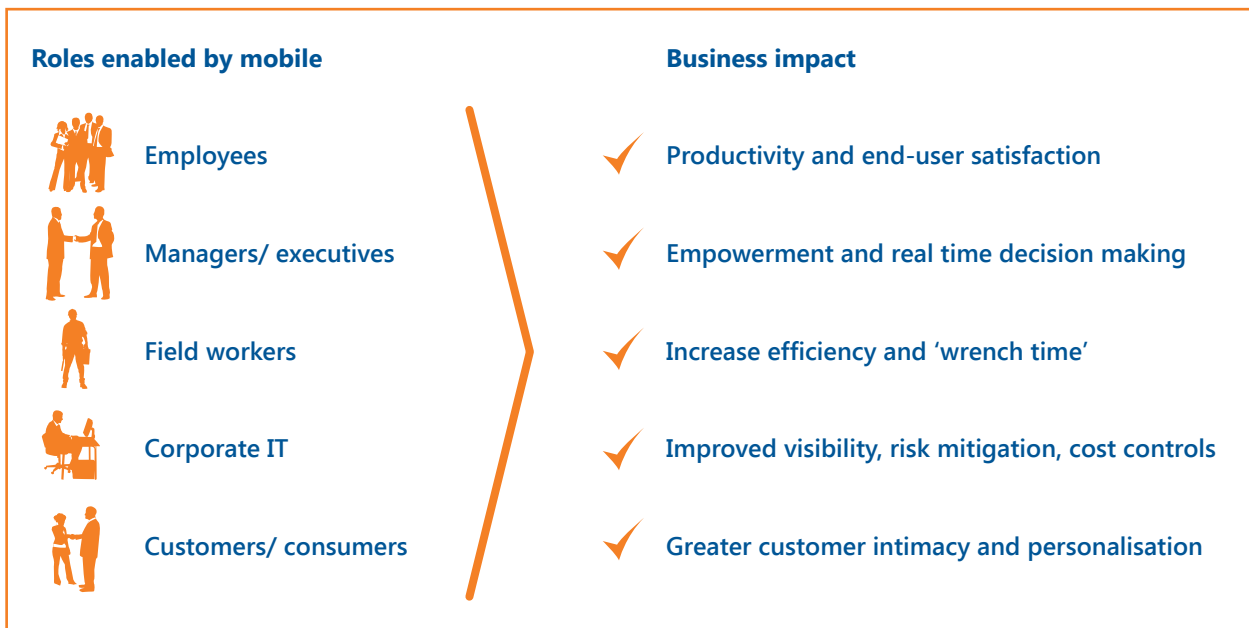 Roles enabled by mobile
Business impact
Employees
Productivity and end-user satisfaction
Managers/ executives
Empowerment and real time decision making
Field workers
Increase efficiency and ‘wrench time’
Corporate IT
Improved visibility, risk mitigation, cost controls
Customers/ consumers
Greater customer intimacy and personalisation